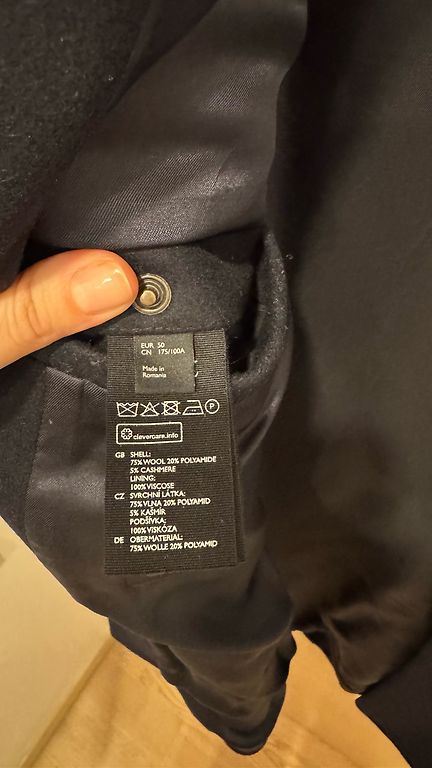 EUR 50
CN 175/100A
Made in
Romania
P
clevercare.info
GB SHELL:
75% WOOL 20% POLYAMIDE
5% CASHMERE
LINING:
100% VISCOSE
CZ SVRCHNÍ LÁTKA:
75% VLNA 20% POLYAMID
5% KAŠMÍR
PODŠÍVKA:
100% VISKÓZA
DE OBERMATERIAL:
75% WOLLE 20% POLYAMID